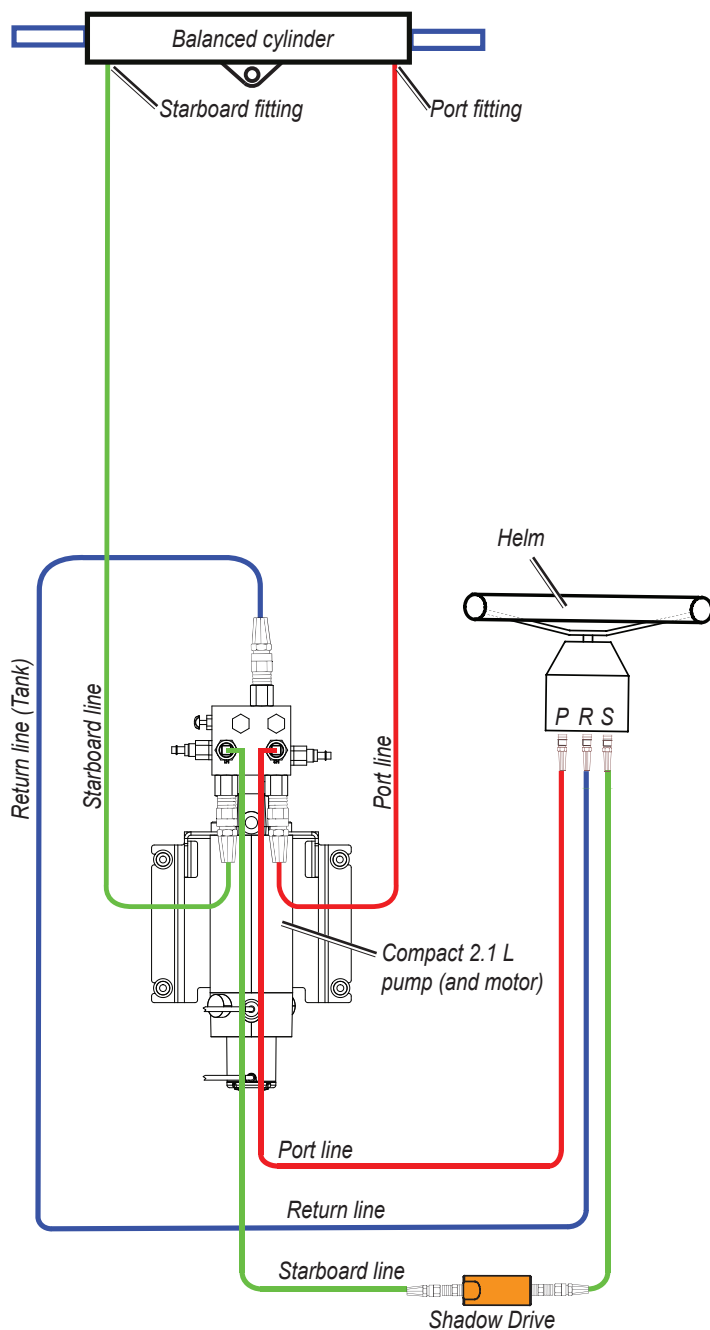 Balanced cylinder
Starboard fitting
Port fitting
Helm
P R S
Return line (Tank)
Starboard line
Port line
Compact 2.1 L
pump (and motor)
Port line
Return line
Starboard line
Shadow Drive